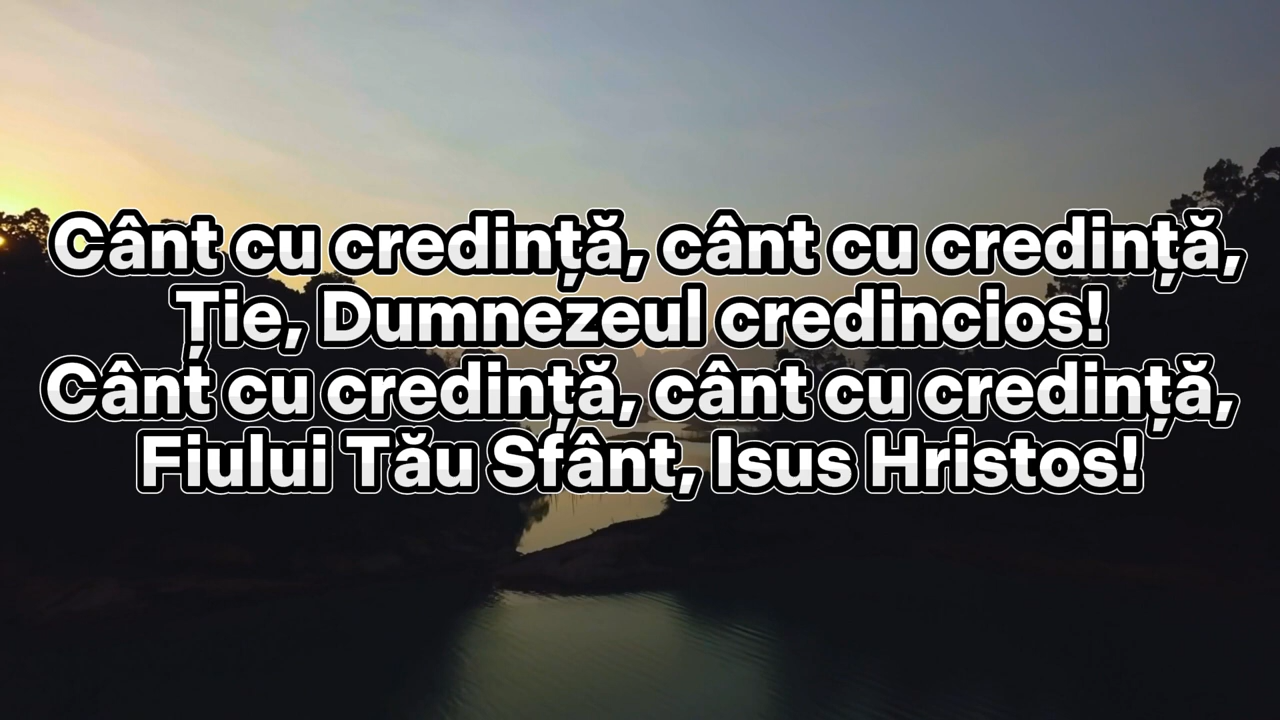 Cânt cu credință, cânt cu credință,
Ție, Dumnezeul credincios!
Cânt cu credință, cânt cu credință,
Fiului Tău Sfânt, Isus Hristos!